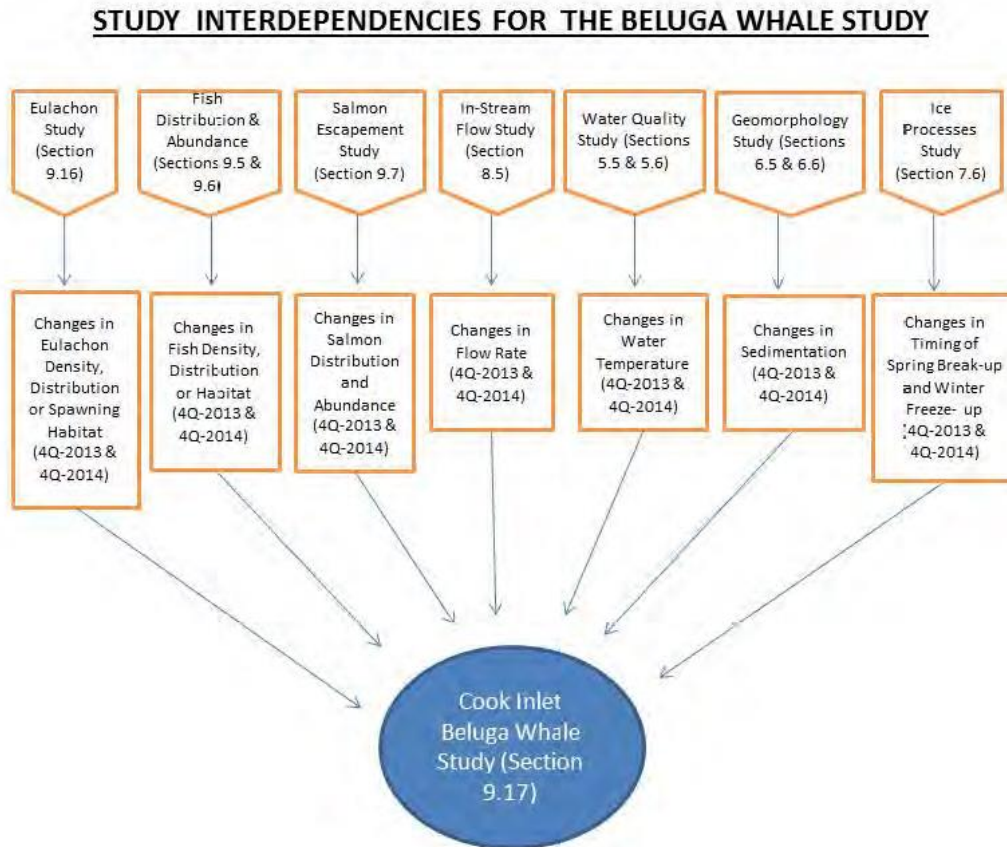 STUDY INTERDEPENDENCIES FOR THE BELUGA WHALE STUDY
Eulachon
Study
(Section
9.16)
Fish
Distribution &
Abundance
(Sections 9.5 &
9.6)
Salmon
Escapement
Study
(Section 9.7)
In-Stream
Flow Study
(Section
8.5)
Water Quality
Study (Sections
5.5 & 5.6)
Geomorphology
Study (Sections
6.5 & 6.6)
Ice
Processes
Study
(Section 7.6)
Changes in
Eulachon
Density,
Distribution
or Spawning
Habitat
(4Q-2013 &
4Q-2014)
Changes in
Fish Density,
Distribution
or Habitat
(4Q-2013 &
4Q-2014)
Changes in
Salmon
Distribution
and
Abundance
(4Q-2013 &
4Q-2014)
Changes in
Flow Rate
(4Q-2013 &
4Q-2014)
Changes in
Water
Temperature
(4Q-2013 &
4Q-2014)
Changes in
Sedimentation
(4Q-2013 &
4Q-2014)
Changes in
Timing of
Spring Break-up
and Winter
Freeze- up
(4Q-2013 &
4Q-2014)
Cook Inlet
Beluga Whale
Study (Section
9.17)